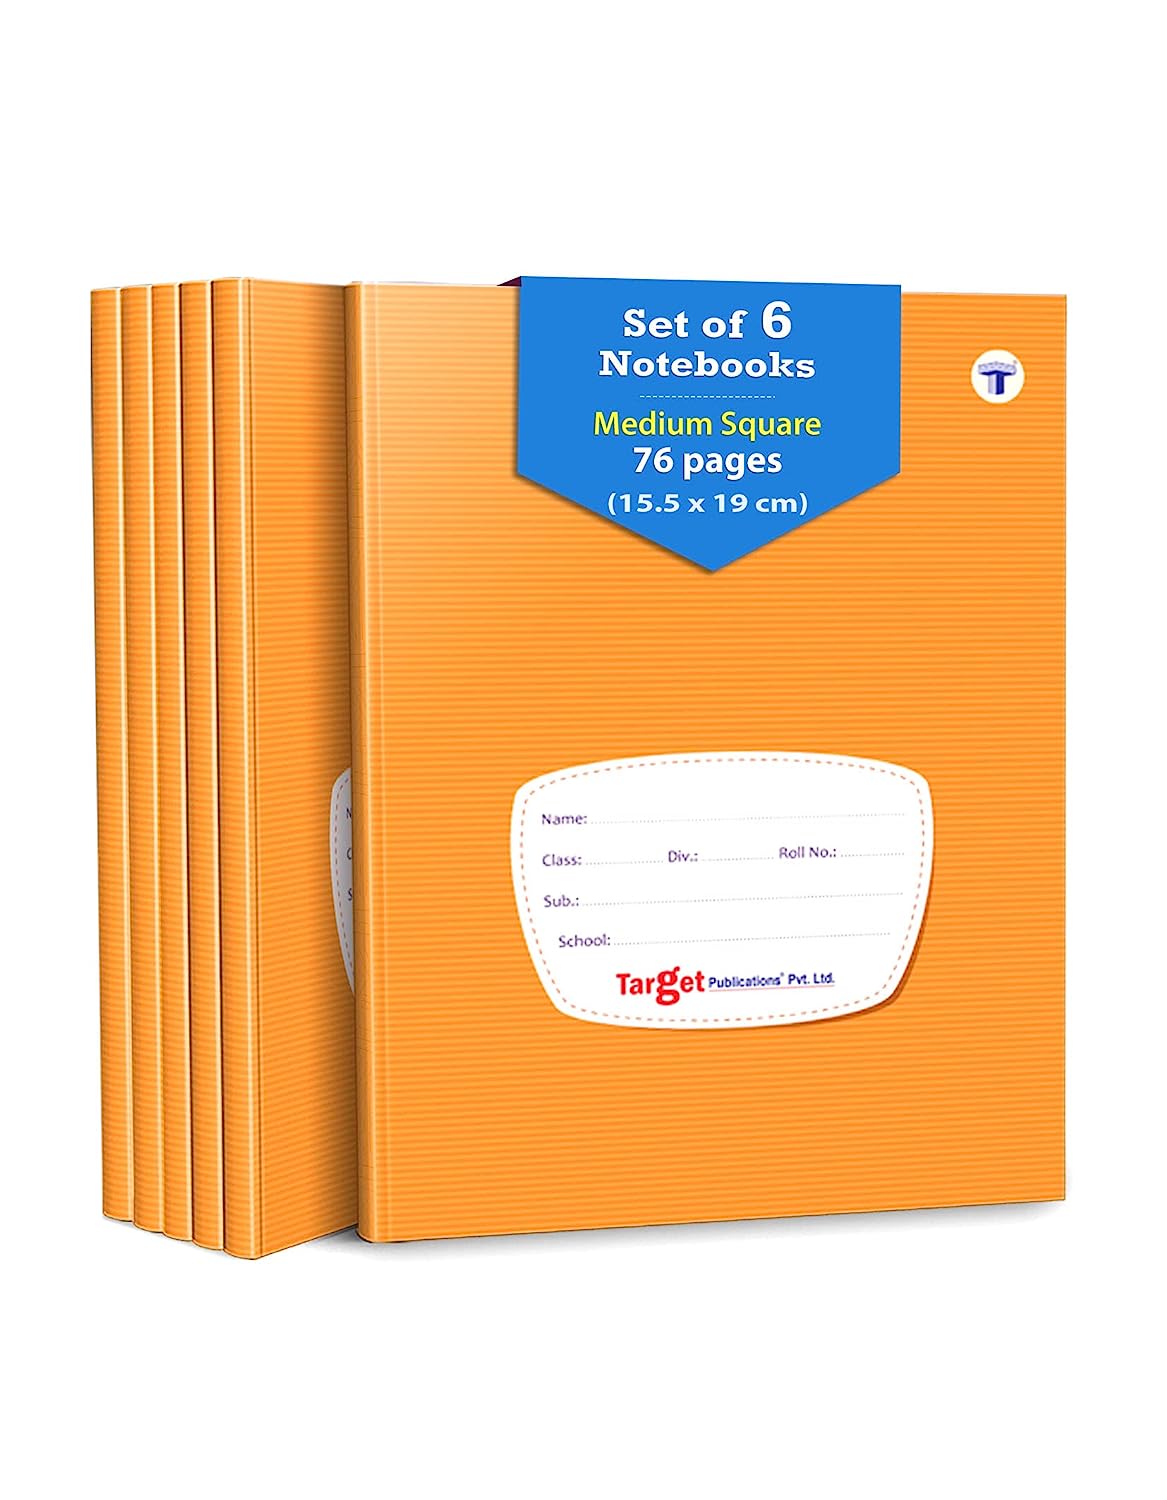 Set of 6
Notebooks
Medium Square
76 pages
(15.5 x 19 cm)
Name:
Class: Div.: Roll No.:
Sub.:
School:
Target Publications® Pvt. Ltd.
N
C
S